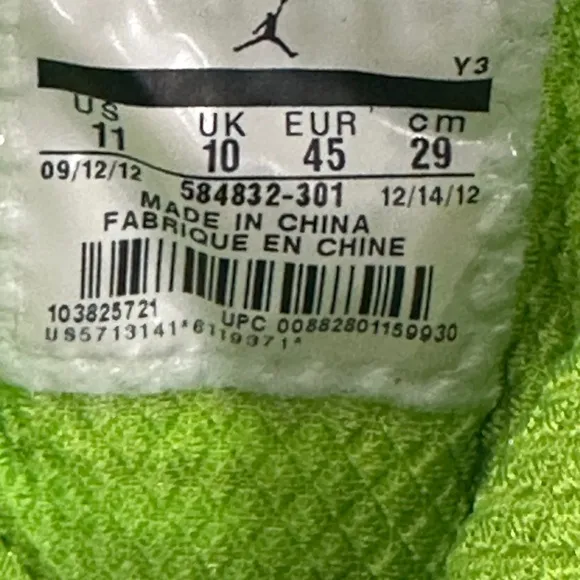 Y3
US UK EUR cm
11 10 45 29
09/12/12 584832-301 12/14/12
MADE IN CHINA
FABRIQUE EN CHINE
103825721 UPC 00882801159930
US5713141*6119371*